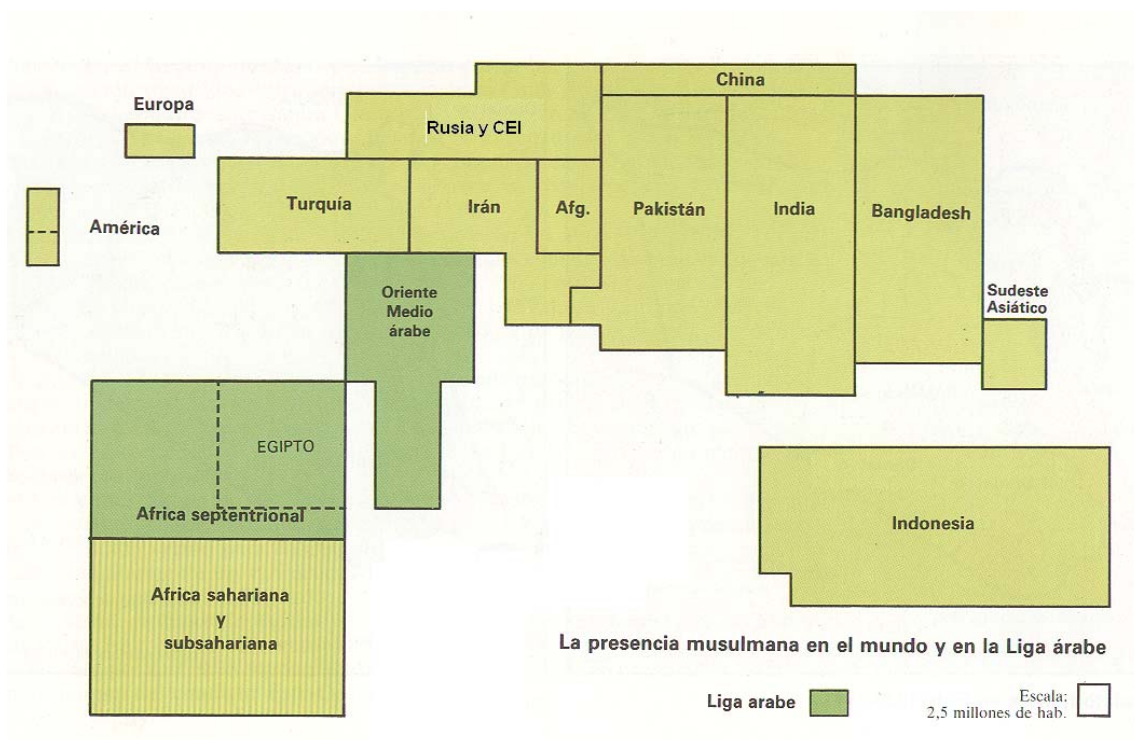 China
Europa
Rusia y CEI
Turquía
Irán
Afg.
Pakistán
India
Bangladesh
América
Oriente
Medio
árabe
Sudeste
Asiático
EGIPTO
Africa septentrional
Indonesia
Africa sahariana
y
subsahariana
La presencia musulmana en el mundo y en la Liga árabe
Liga arabe
Escala:
2,5 millones de hab.